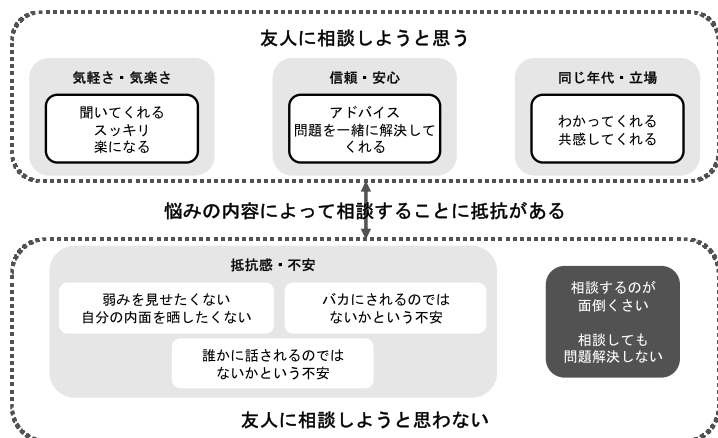 友人に相談しようと思う
気軽さ・気楽さ
聞いてくれる
スッキリ
楽になる
信頼・安心
アドバイス
問題を一緒に解決して
くれる
同じ年代・立場
わかってくれる
共感してくれる
悩みの内容によって相談することに抵抗がある
抵抗感・不安
弱みを見せたくない
自分の内面を晒したくない
バカにされるのでは
ないかという不安
誰かに話されるのでは
ないかという不安
相談するのが
面倒くさい
相談しても
問題解決しない
友人に相談しようと思わない